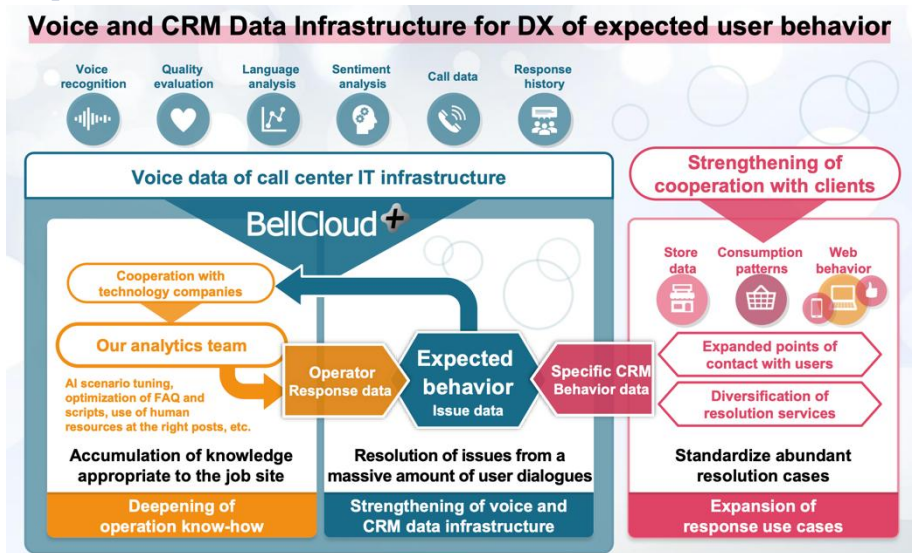 Voice and CRM Data Infrastructure for DX of expected user behavior
Voice
recognition
Quality
evaluation
Language
analysis
Sentiment
analysis
Call data
Response
history
Voice data of call center IT infrastructure
BellCloud+
Cooperation with
technology companies
Our analytics team
AI scenario tuning,
optimization of FAQ and
scripts, use of human
resources at the right posts, etc.
Operator
Response data
Expected
behavior
Issue data
Specific CRM
Behavior data
Accumulation of knowledge
appropriate to the job site
Resolution of issues from a
massive amount of user dialogues
Deepening of
operation know-how
Strengthening of voice and
CRM data infrastructure
Strengthening of
cooperation with clients
Store
data
Consumption
patterns
Web
behavior
Expanded points of
contact with users
Diversification of
resolution services
Standardize abundant
resolution cases
Expansion of
response use cases